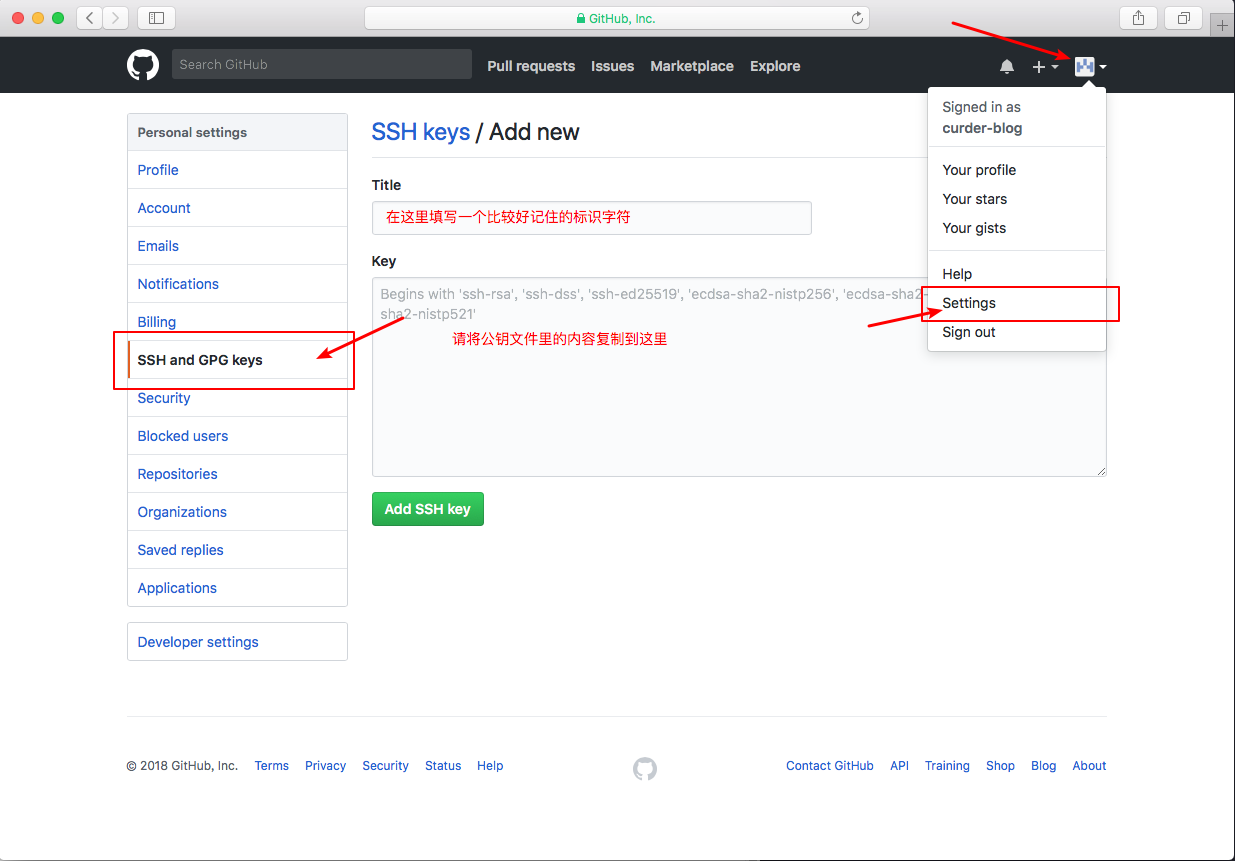 GitHub, Inc.
Search GitHub
Pull requests Issues Marketplace Explore
Signed in as
curder-blog
Your profile
Your stars
Your gists
Help
Settings
Sign out
Personal settings
Profile
Account
Emails
Notifications
Billing
SSH and GPG keys
Security
Blocked users
Repositories
Organizations
Saved replies
Applications
Developer settings
SSH keys / Add new
Title
在这里填写一个比较好记住的标识字符
Key
Begins with 'ssh-rsa', 'ssh-dss', 'ssh-ed25519', 'ecdsa-sha2-nistp256', 'ecdsa-sha2-
sha2-nistp521'
请将公钥文件里的内容复制到这里
Add SSH key
© 2018 GitHub, Inc. Terms Privacy Security Status Help
Contact GitHub API Training Shop Blog About